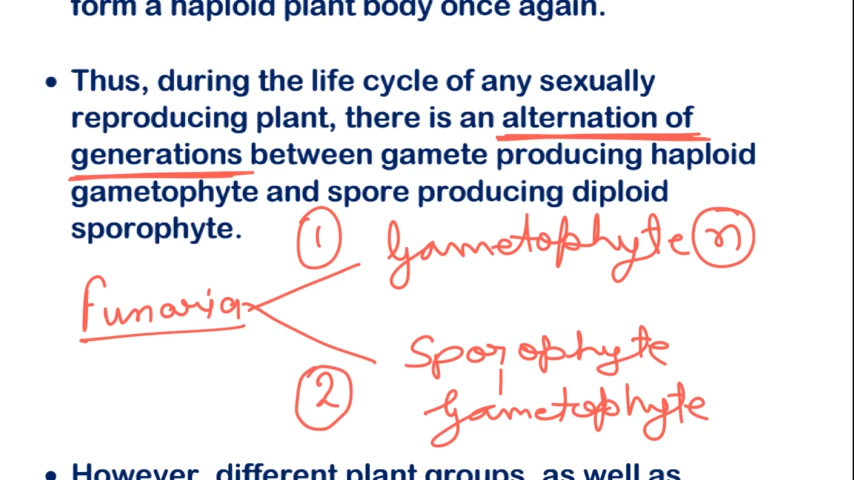 form a haploid plant body once again.
• Thus, during the life cycle of any sexually
reproducing plant, there is an alternation of
generations between gamete producing haploid
gametophyte and spore producing diploid
sporophyte.
1 Gametophyte n
Funaria
Sporophyte
2 Gametophyte
• However, different plant groups, as well as